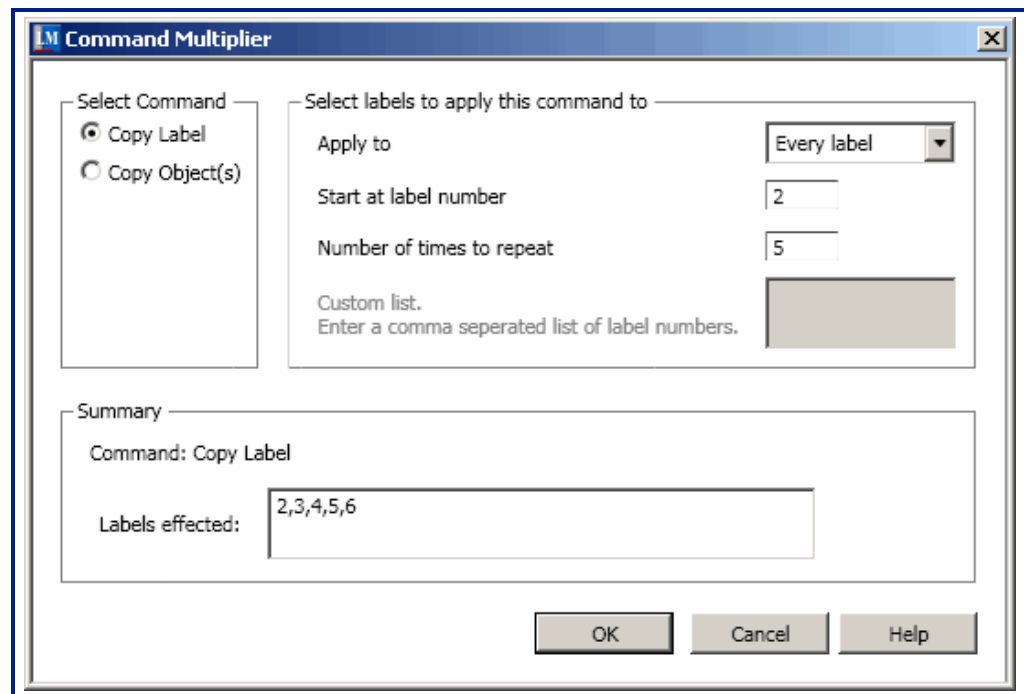 LM Command Multiplier
Select Command
Copy Label
Copy Object(s)
Select labels to apply this command to
Apply to
Every label
Start at label number
2
Number of times to repeat
5
Custom list.
Enter a comma seperated list of label numbers.
Summary
Command: Copy Label
Labels effected:
2,3,4,5,6
OK
Cancel
Help